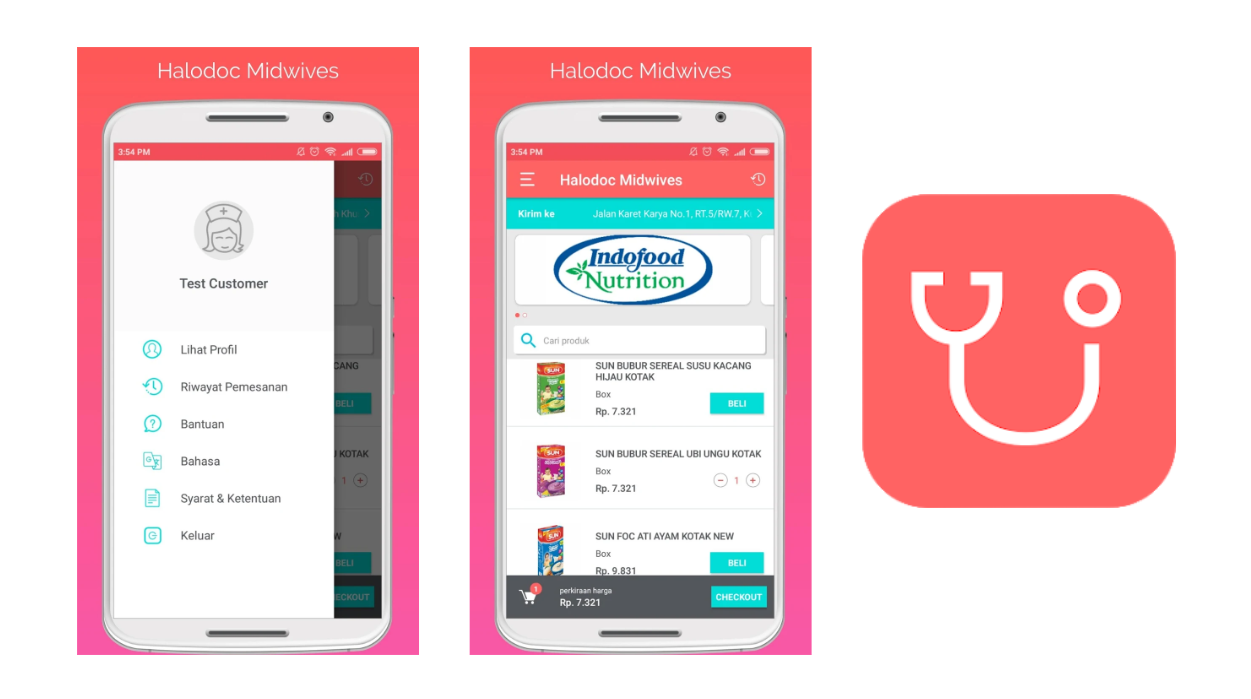 Halodoc Midwives
3:54 PM
Test Customer
Lihat Profil
Riwayat Pemesanan
Bantuan
Bahasa
Syarat & Ketentuan
Keluar
CANG
BELI
KOTAK
1
W
BELI
ECKOUT
Halodoc Midwives
3:54 PM
Halodoc Midwives
Kirim ke Jalan Karet Karya No.1, RT.5/RW.7,
Indofood
Nutrition
Cari produk
SUN
SUN BUBUR SEREAL SUSU KACANG
HIJAU KOTAK
Box
Rp. 7.321
BELI
SUN
SUN BUBUR SEREAL UBI UNGU KOTAK
Box
Rp. 7.321
1
SUN
SUN FOC ATI AYAM KOTAK NEW
Box
Rp. 9.831
BELI
1
perkiraan harga
Rp. 7.321
CHECKOUT